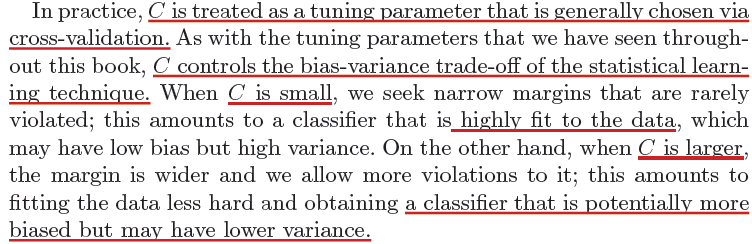 In practice, C is treated as a tuning parameter that is generally chosen via
cross-validation. As with the tuning parameters that we have seen through-
out this book, C controls the bias-variance trade-off of the statistical learn-
ing technique. When C is small, we seek narrow margins that are rarely
violated; this amounts to a classifier that is highly fit to the data, which
may have low bias but high variance. On the other hand, when C is larger,
the margin is wider and we allow more violations to it; this amounts to
fitting the data less hard and obtaining a classifier that is potentially more
biased but may have lower variance.